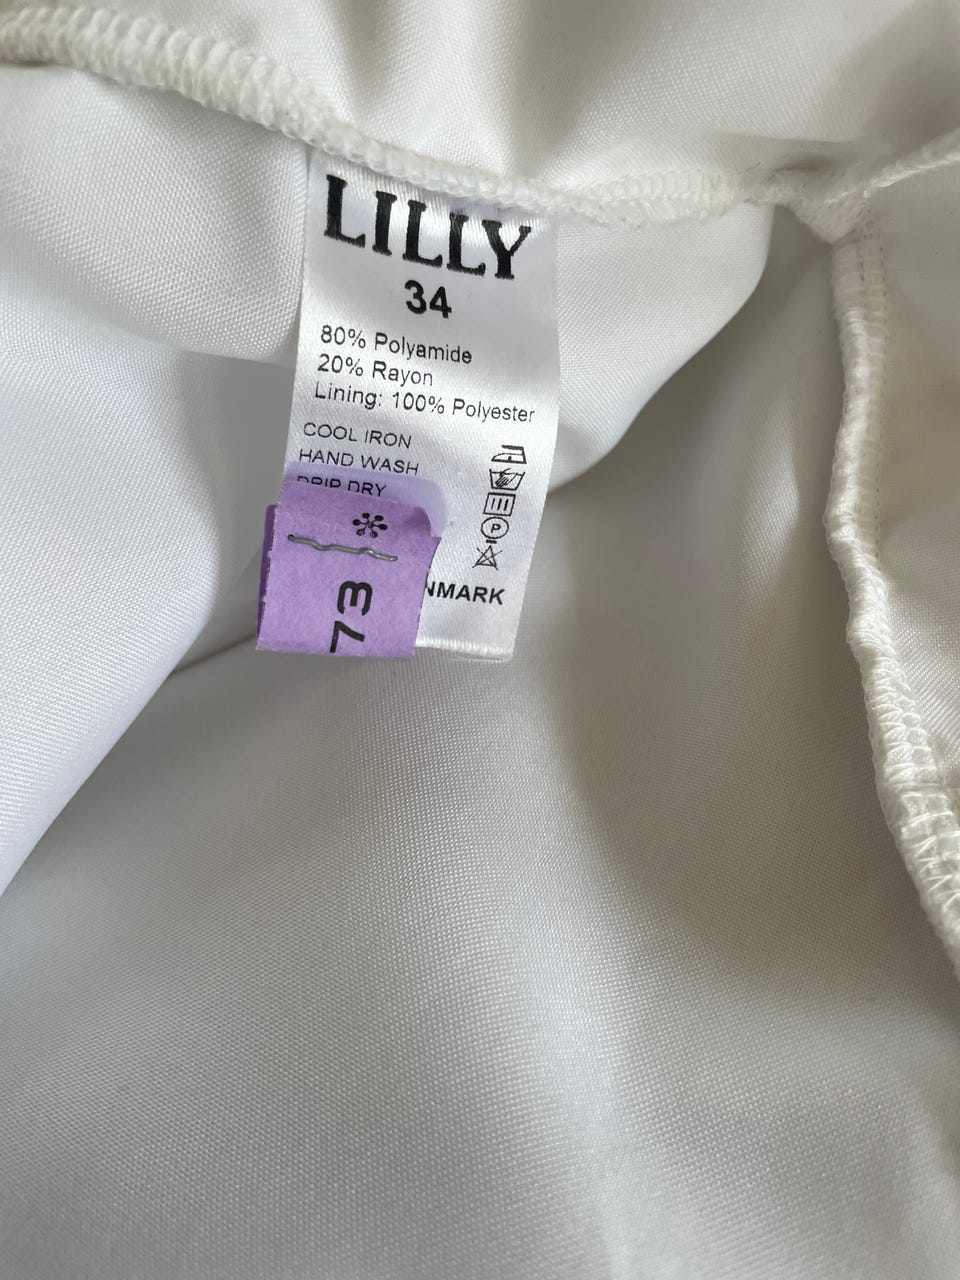 LILLY
34
80% Polyamide
20% Rayon
Lining: 100% Polyester
COOL IRON
HAND WASH
DRIP DRY
P
NMARK
73